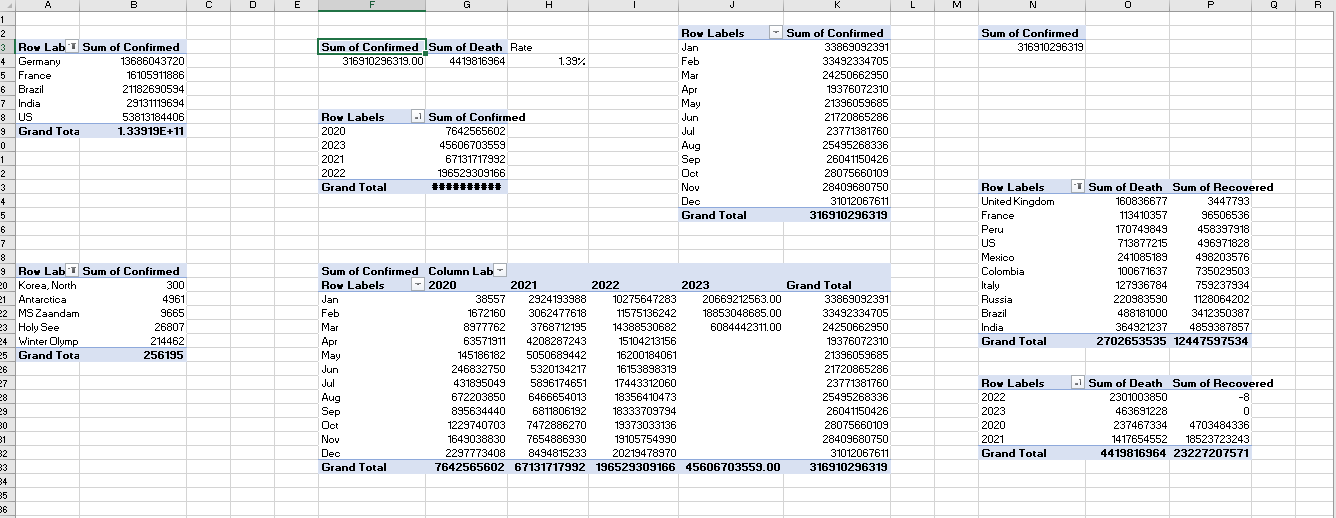 A B C D E F G H I J K L M N O P Q R
1
2 Row Labels Sum of Confirmed Sum of Confirmed
3 Row Lab Sum of Confirmed Sum of Confirmed Sum of Death Rate Jan 33869092391 316910296319
4 Germany 13686043720 316910296319.00 4419816964 1.39% Feb 33492334705
5 France 16105911886 Mar 24250662950
6 Brazil 21182690594 Apr 19376072310
7 India 29131119694 May 21396059685
8 US 53813184406 Row Labels Sum of Confirmed Jun 21720865286
9 Grand Tota 1.33919E+11 2020 7642565602 Jul 23771381760
0 2023 45606703559 Aug 25495268336
1 2021 67131717992 Sep 26041150426
2 2022 196529309166 Oct 28075660109
3 Grand Total ########## Nov 28409680750 Row Labels Sum of Death Sum of Recovered
4 Dec 31012067611 United Kingdom 160836677 3447793
5 Grand Total 316910296319 France 113410357 96506536
6 Peru 170749849 458397918
7 US 713877215 496971828
8 Mexico 241085189 498203576
9 Row Lab Sum of Confirmed Sum of Confirmed Column Lab Colombia 100671637 735029503
20 Korea, North 300 Row Labels 2020 2021 2022 2023 Grand Total Italy 127936784 759237934
21 Antarctica 4961 Jan 38557 2924193988 10275647283 20669212563.00 33869092391 Russia 220983590 1128064202
22 MS Zaandam 9665 Feb 1672160 3062477618 11575136242 18853048685.00 33492334705 Brazil 488181000 3412350387
23 Holy See 26807 Mar 8977762 3768712195 14388530682 6084442311.00 24250662950 India 364921237 4859387857
24 Winter Olymp 214462 Apr 63571911 4208287243 15104213156 19376072310 Grand Total 2702653535 12447597534
25 Grand Tota 256195 May 145186182 5050689442 16200184061 21396059685
26 Jun 246832750 5320134217 16153898319 21720865286
27 Jul 431895049 5896174651 17443312060 23771381760 Row Labels Sum of Death Sum of Recovered
28 Aug 672203850 6466654013 18356410473 25495268336 2022 2301003850 -8
29 Sep 895634440 6811806192 18333709794 26041150426 2023 463691228 0
30 Oct 1229740703 7472886270 19373033136 28075660109 2020 237467334 4703484336
31 Nov 1649038830 7654886930 19105754990 28409680750 2021 1417654552 18523723243
32 Dec 2297773408 8494815233 20219478970 31012067611 Grand Total 4419816964 23227207571
33 Grand Total 7642565602 67131717992 196529309166 45606703559.00 316910296319
34
35
36